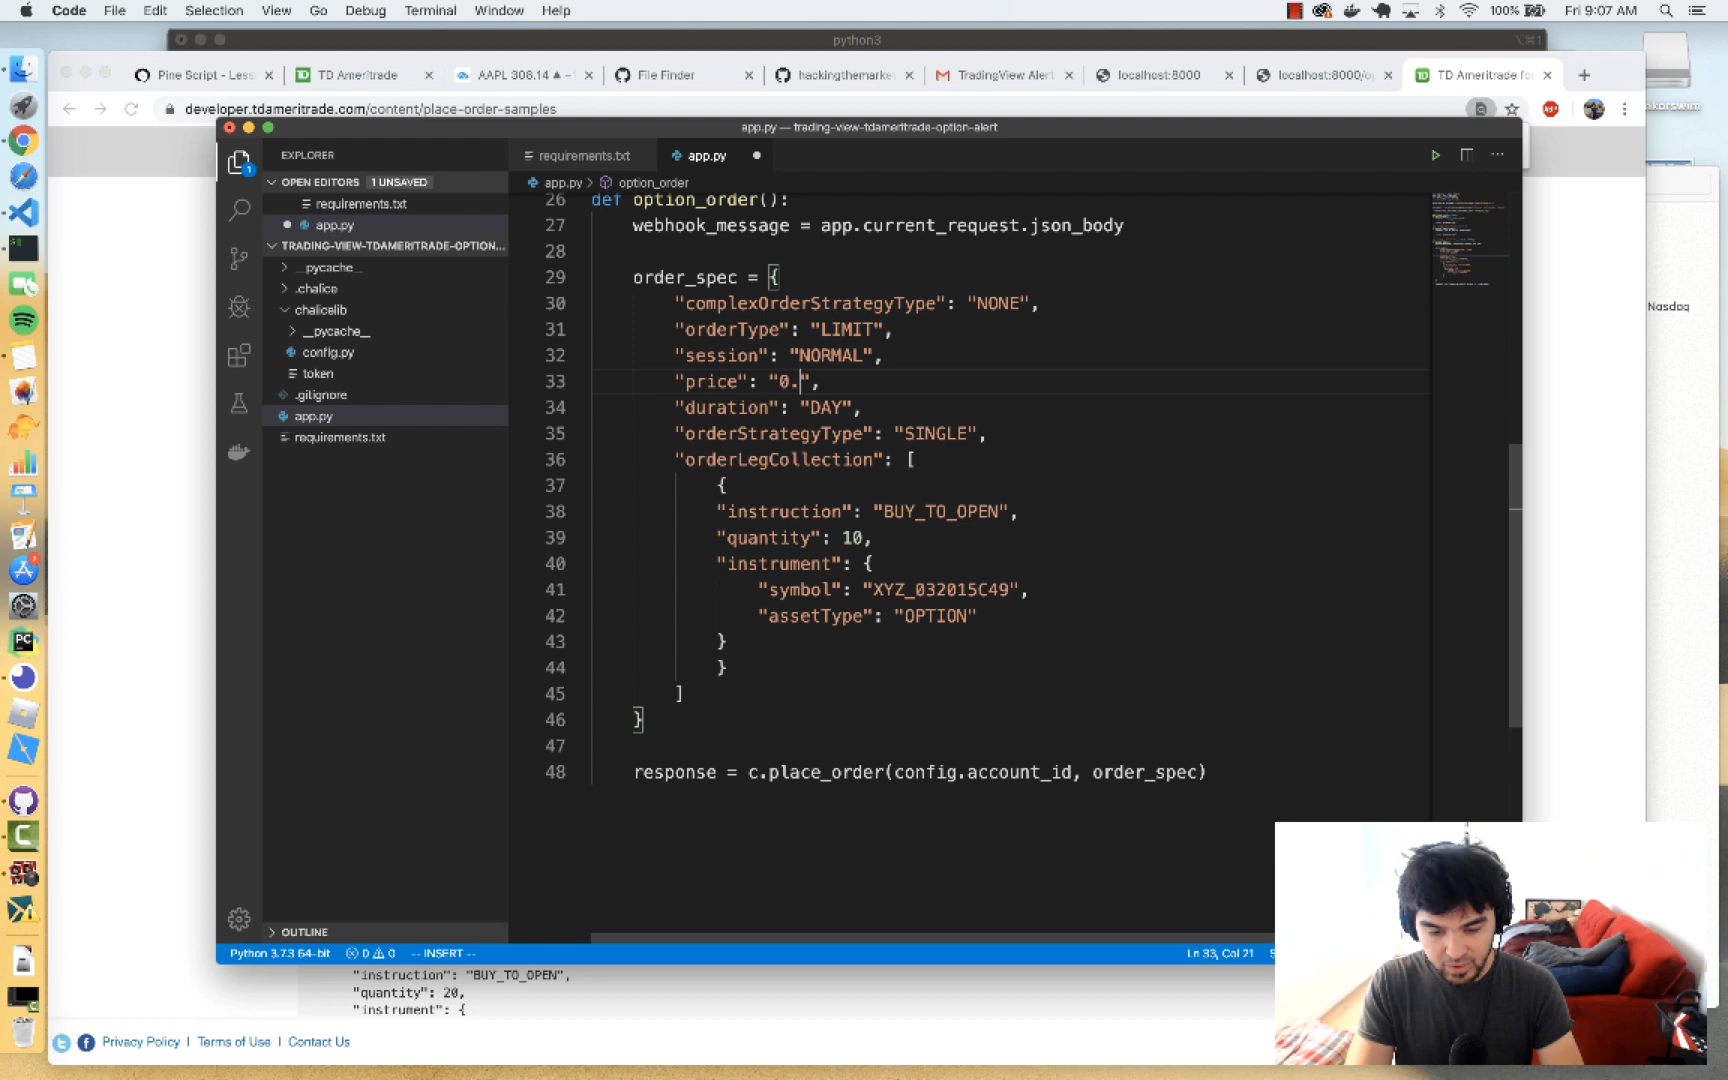 Code File Edit Selection View Go Debug Terminal Window Help 100% Fri 9:07 AM
python3
Pine Script - Less TD Ameritrade AAPL 308.14 File Finder hackingthemarke TradingView Alert localhost:8000 localhost:8000/o TD Ameritrade for
developer.tdameritrade.com/content/place-order-samples
app.py — trading-view-tdameritrade-option-alert
EXPLORER
requirements.txt app.py
OPEN EDITORS 1 UNSAVED
app.py > option_order
requirements.txt
app.py
TRADING-VIEW-TDAMERITRADE-OPTION...
__pycache__
.chalice
chalicelib
__pycache__
config.py
token
.gitignore
app.py
requirements.txt
26 def option_order():
27 webhook_message = app.current_request.json_body
28
29 order_spec = {
30 "complexOrderStrategyType": "NONE",
31 "orderType": "LIMIT",
32 "session": "NORMAL",
33 "price": "0.",
34 "duration": "DAY",
35 "orderStrategyType": "SINGLE",
36 "orderLegCollection": [
37 {
38 "instruction": "BUY_TO_OPEN",
39 "quantity": 10,
40 "instrument": {
41 "symbol": "XYZ_032015C49",
42 "assetType": "OPTION"
43 }
44 }
45 ]
46 }
47
48 response = c.place_order(config.account_id, order_spec)
Nasdaq
OUTLINE
Python 3.7.3 64-bit 0 0 -- INSERT -- Ln 33, Col 21
"instruction": "BUY_TO_OPEN",
"quantity": 20,
"instrument": {
Privacy Policy | Terms of Use | Contact Us